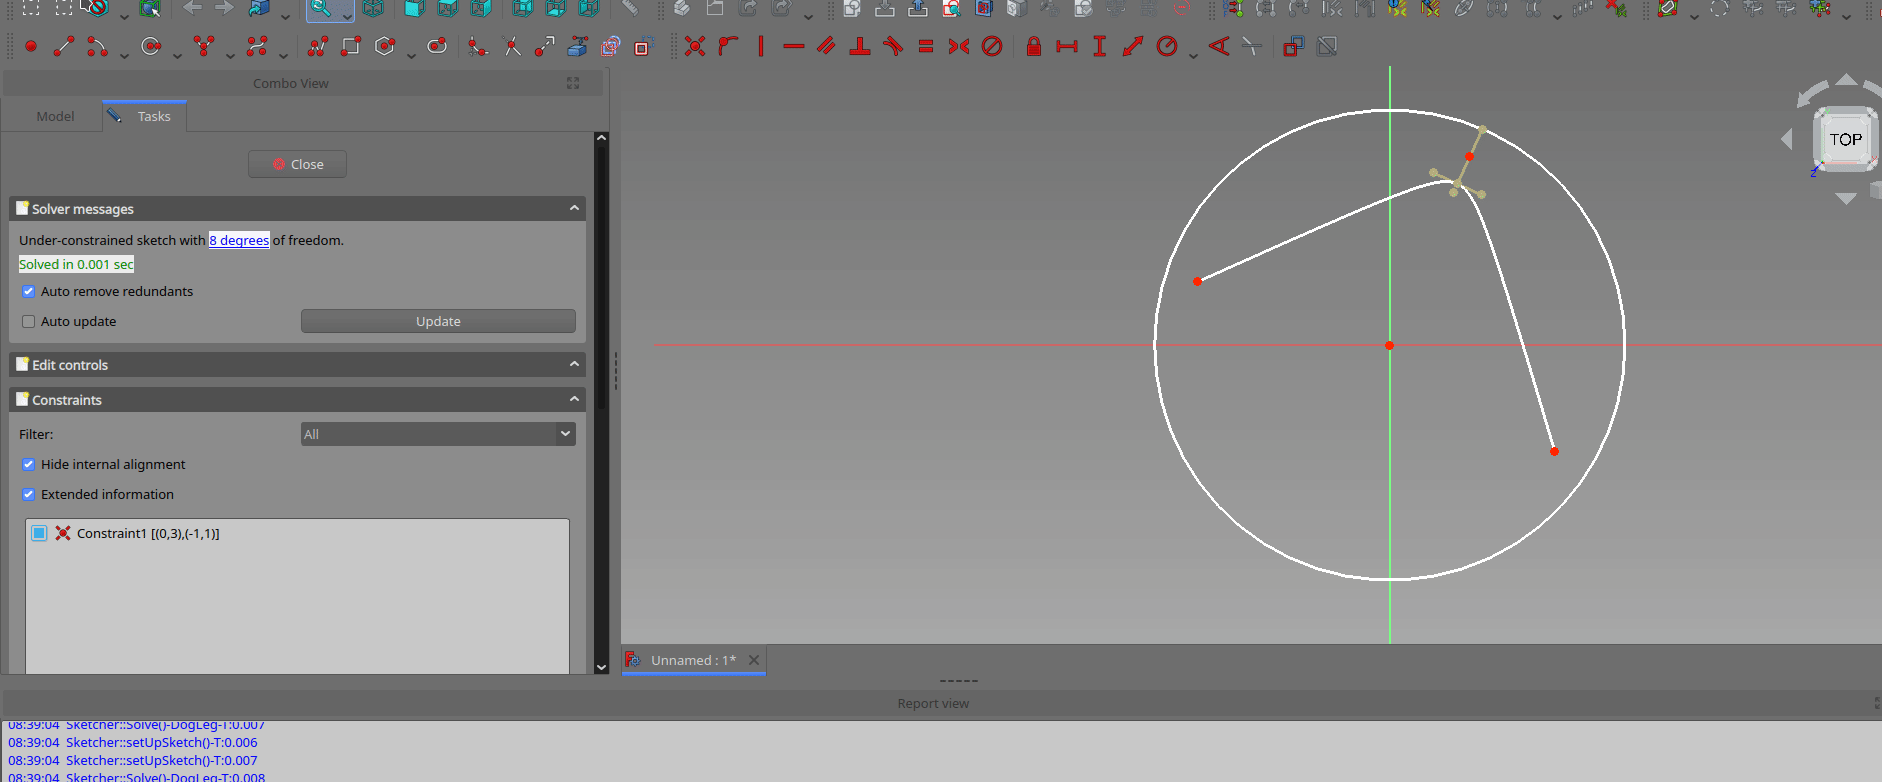 Combo View
Model
Tasks
Close
Solver messages
Under-constrained sketch with 8 degrees of freedom.
Solved in 0.001 sec
Auto remove redundants
Auto update
Update
Edit controls
Constraints
Filter:
All
Hide internal alignment
Extended information
Constraint1 [(0,3),(-1,1)]
TOP
z
Unnamed : 1*
Report view
08:39:04 Sketcher::Solve()-DogLeg-T:0.007
08:39:04 Sketcher::setUpSketch()-T:0.006
08:39:04 Sketcher::setUpSketch()-T:0.007
08:39:04 Sketcher::Solve()-DogLeg-T:0.008